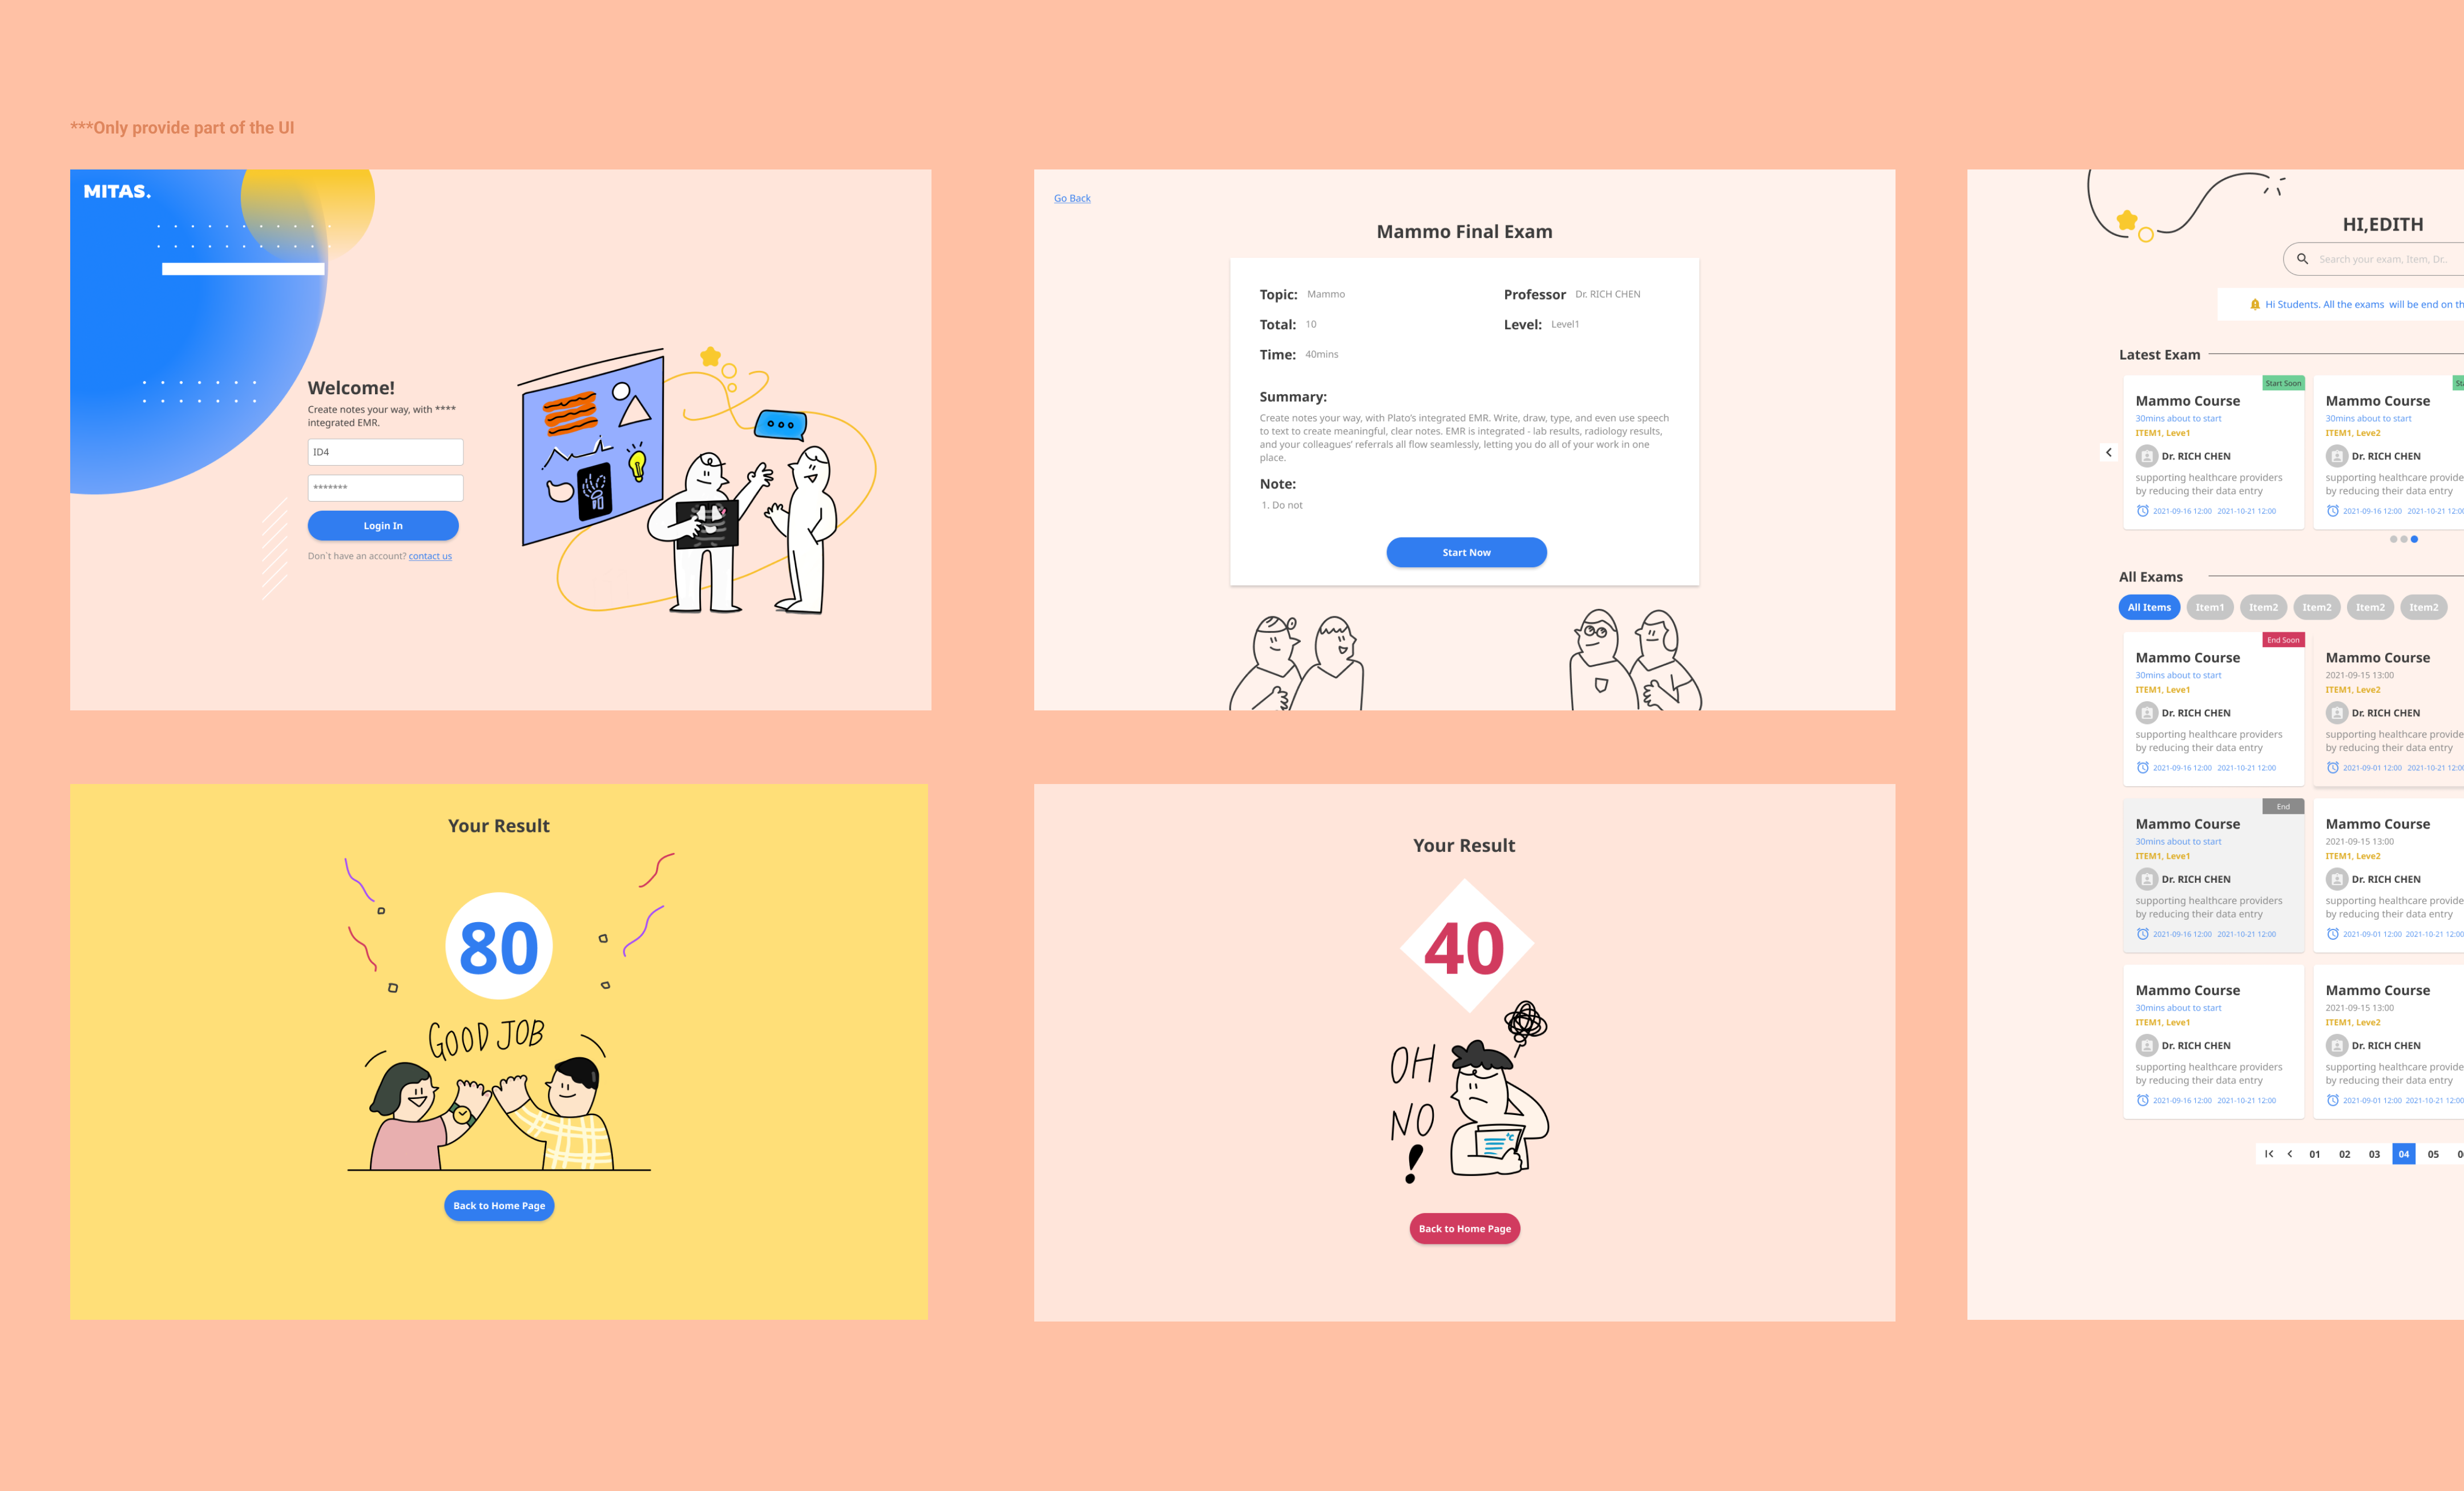 ***Only provide part of the UI
MITAS.
Welcome!
Create notes your way, with ****
integrated EMR.
ID4
*******
Login In
Don`t have an account? contact us
Go Back
Mammo Final Exam
Topic: Mammo
Professor Dr. RICH CHEN
Total: 10
Level: Level1
Time: 40mins
Summary:
Create notes your way, with Plato's integrated EMR. Write, draw, type, and even use speech
to text to create meaningful, clear notes. EMR is integrated - lab results, radiology results,
and your colleagues' referrals all flow seamlessly, letting you do all of your work in one
place.
Note:
1. Do not
Start Now
Your Result
80
GOOD JOB
Back to Home Page
Your Result
40
OH
NO
!
Back to Home Page
HI,EDITH
Search your exam, Item, Dr..
Hi Students. All the exams will be end on
Latest Exam
Start Soon
Mammo Course
30mins about to start
ITEM1, Leve1
Dr. RICH CHEN
supporting healthcare providers
by reducing their data entry
2021-09-16 12:00 2021-10-21 12:00
Mammo Course
30mins about to start
ITEM1, Leve2
Dr. RICH CHEN
supporting healthcare
by reducing their data entry
2021-09-16 12:00 2021-10-21 12:00
All Exams
All Items
Item1
Item2
Item2
Item2
Item2
End Soon
Mammo Course
30mins about to start
ITEM1, Leve1
Dr. RICH CHEN
supporting healthcare providers
by reducing their data entry
2021-09-16 12:00 2021-10-21 12:00
Mammo Course
2021-09-15 13:00
ITEM1, Leve2
Dr. RICH CHEN
supporting healthcare
by reducing their data entry
2021-09-01 12:00 2021-10-21 12:00
End
Mammo Course
30mins about to start
ITEM1, Leve1
Dr. RICH CHEN
supporting healthcare providers
by reducing their data entry
2021-09-16 12:00 2021-10-21 12:00
Mammo Course
2021-09-15 13:00
ITEM1, Leve2
Dr. RICH CHEN
supporting healthcare
by reducing their data entry
2021-09-01 12:00 2021-10-21 12:00
Mammo Course
30mins about to start
ITEM1, Leve1
Dr. RICH CHEN
supporting healthcare providers
by reducing their data entry
2021-09-16 12:00 2021-10-21 12:00
Mammo Course
2021-09-15 13:00
ITEM1, Leve2
Dr. RICH CHEN
supporting healthcare
by reducing their data entry
2021-09-01 12:00 2021-10-21 12:00
01 02 03 04 05